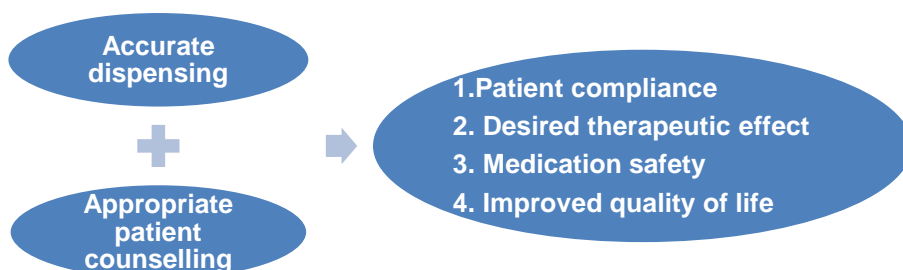 Accurate
dispensing
Appropriate
patient
counselling
1.Patient compliance
2. Desired therapeutic effect
3. Medication safety
4. Improved quality of life